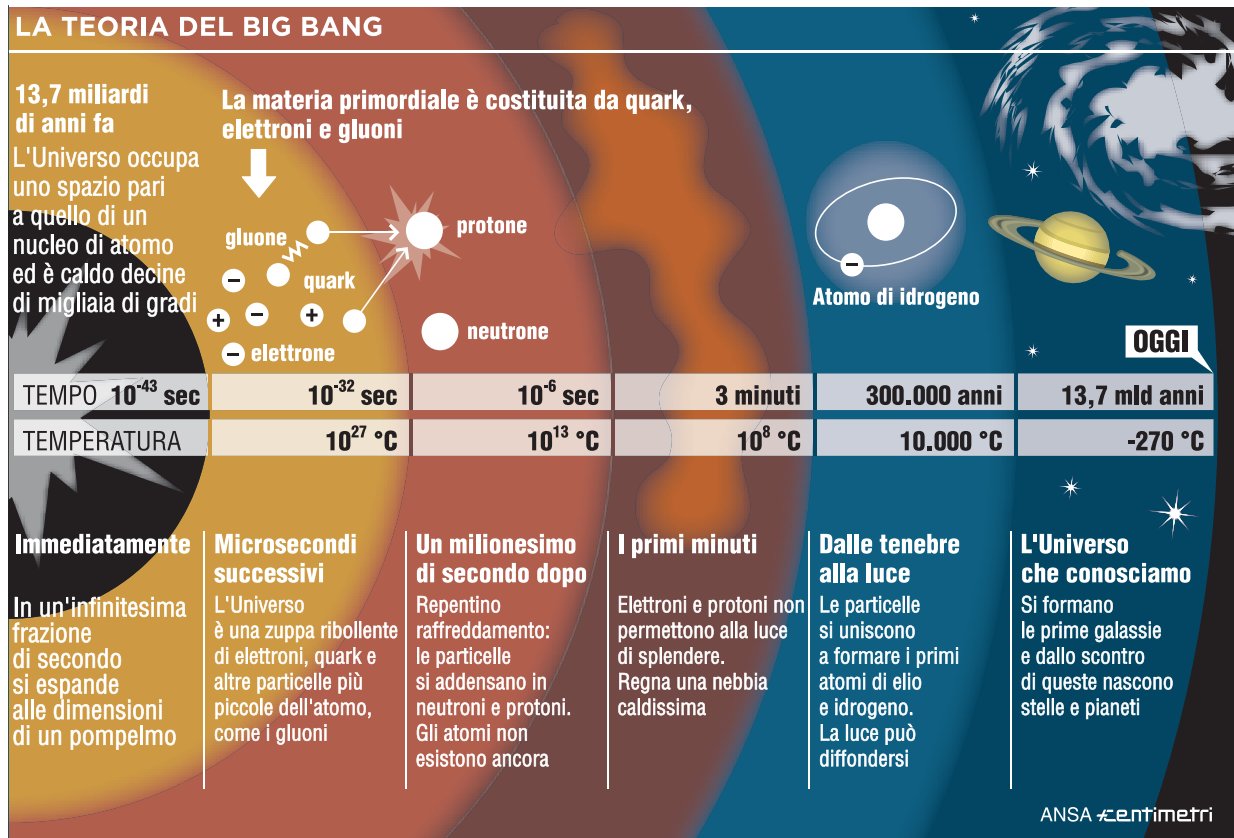 LA TEORIA DEL BIG BANG
13,7 miliardi
di anni fa
L'Universo occupa
uno spazio pari
a quello di un
nucleo di atomo
ed è caldo decine
di migliaia di gradi
La materia primordiale è costituita da quark,
elettroni e gluoni
gluone
quark
elettrone
protone
neutrone
Atomo di idrogeno
OGGI
TEMPO 10⁻⁴³ sec 10⁻³² sec 10⁻⁶ sec 3 minuti 300.000 anni 13,7 mld anni
TEMPERATURA 10²⁷ °C 10¹³ °C 10⁸ °C 10.000 °C -270 °C
Immediatamente
In un'infinitesima
frazione
di secondo
si espande
alle dimensioni
di un pompelmo
Microsecondi
successivi
L'Universo
è una zuppa ribollente
di elettroni, quark e
altre particelle più
piccole dell'atomo,
come i gluoni
Un milionesimo
di secondo dopo
Repentino
raffreddamento:
le particelle
si addensano in
neutroni e protoni.
Gli atomi non
esistono ancora
I primi minuti
Elettroni e protoni non
permettono alla luce
di splendere.
Regna una nebbia
caldissima
Dalle tenebre
alla luce
Le particelle
si uniscono
a formare i primi
atomi di elio
e idrogeno.
La luce può
diffondersi
L'Universo
che conosciamo
Si formano
le prime galassie
e dallo scontro
di queste nascono
stelle e pianeti
ANSA centimetri